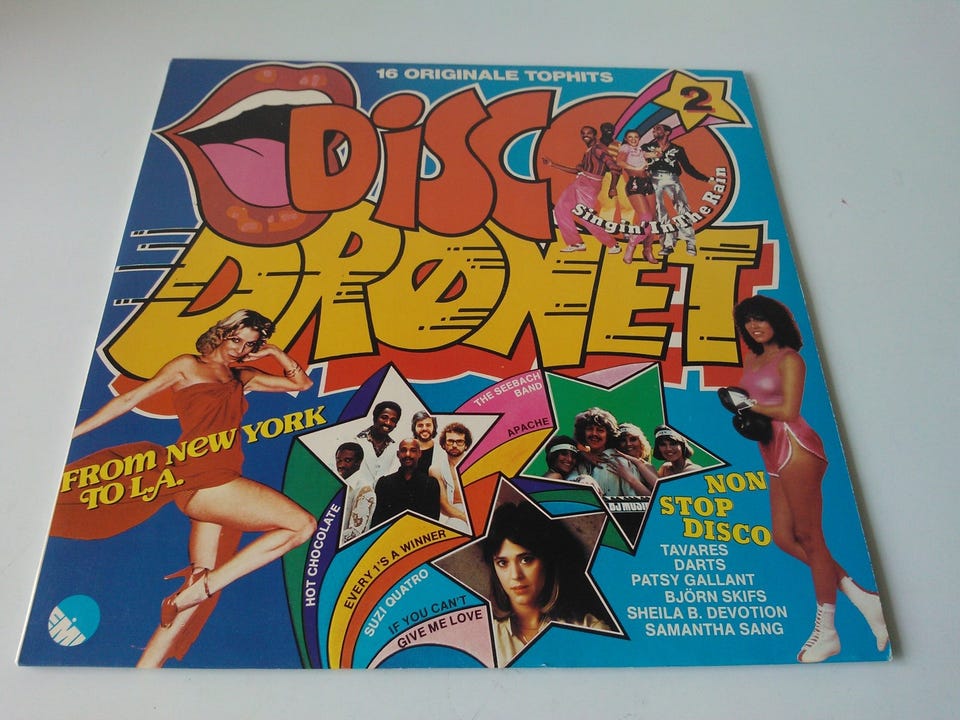 16 ORIGINALE TOPHITS
2
DISCO
Singin' In The Rain
DRØNET
FROM NEW YORK
TO L.A.
THE SEEBACH
BAND
APACHE
HOT CHOCOLATE
EVERY 1'S A WINNER
SUZI QUATRO
IF YOU CAN'T
GIVE ME LOVE
NON
STOP
DISCO
TAVARES
DARTS
PATSY GALLANT
BJÖRN SKIFS
SHEILA B. DEVOTION
SAMANTHA SANG
EMI